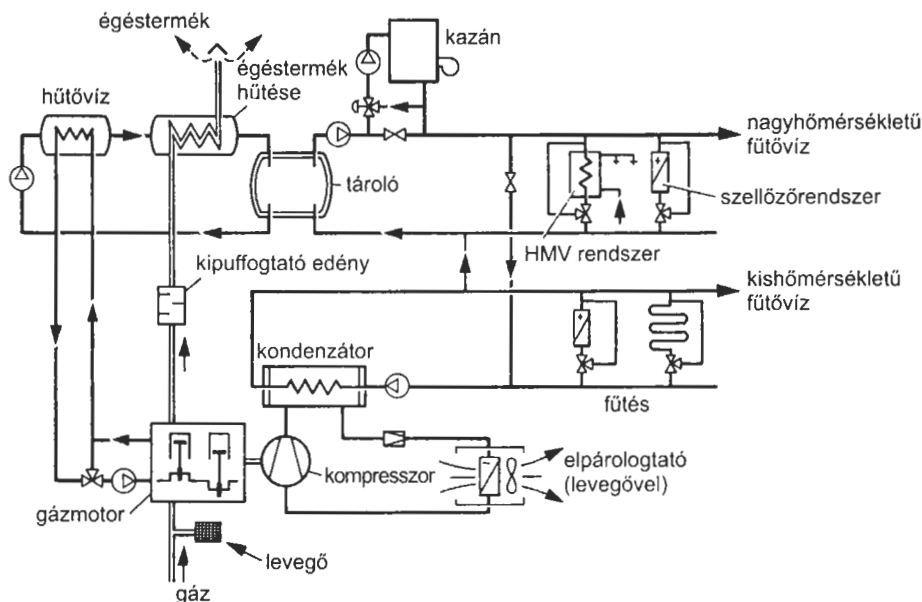 égéstermék
égéstermék
hűtése
kazán
hűtővíz
nagyhőmérsékletű
fűtővíz
tároló
szellőzőrendszer
HMV rendszer
kipuffogtató edény
kishőmérsékletű
fűtővíz
kondenzátor
fűtés
kompresszor
elpárologtató
(levegővel)
gázmotor
levegő
gáz